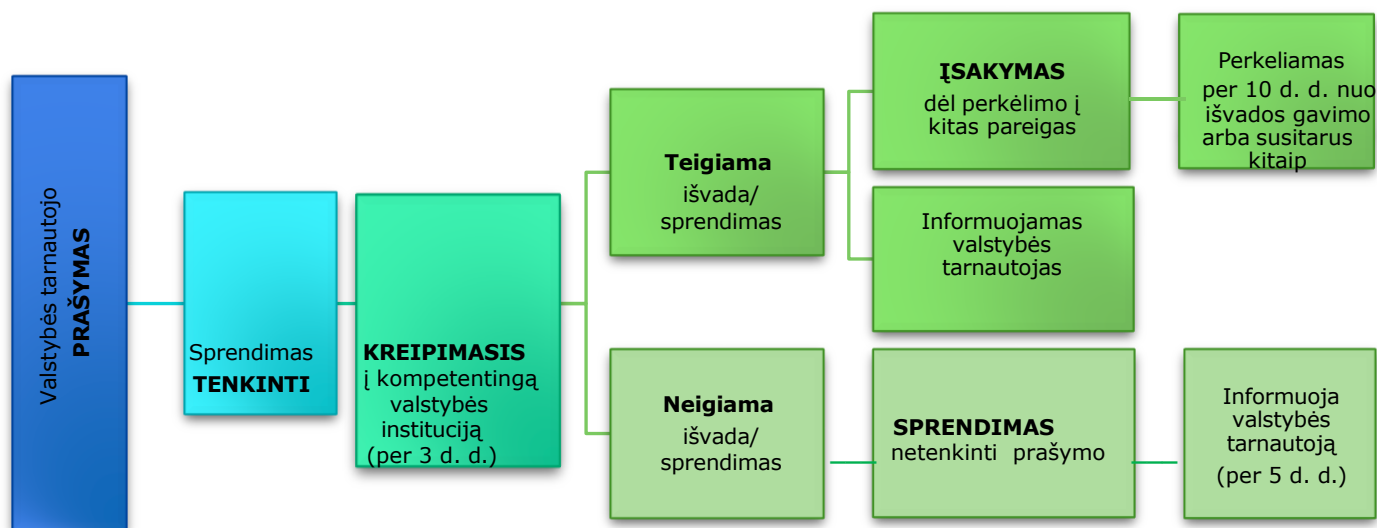 Valstybės tarnautojo
PRAŠYMAS
Sprendimas
TENKINTI
KREIPIMASIS
į kompetentingą
valstybės
instituciją
(per 3 d. d.)
Teigiama
išvada/
sprendimas
ĮSAKYMAS
dėl perkėlimo į
kitas pareigas
Perkeliamas
per 10 d. d. nuo
išvados gavimo
arba susitarus
kitaip
Informuojamas
valstybės
tarnautojas
Neigiama
išvada/
sprendimas
SPRENDIMAS
netenkinti prašymo
Informuoja
valstybės
tarnautoją
(per 5 d. d.)